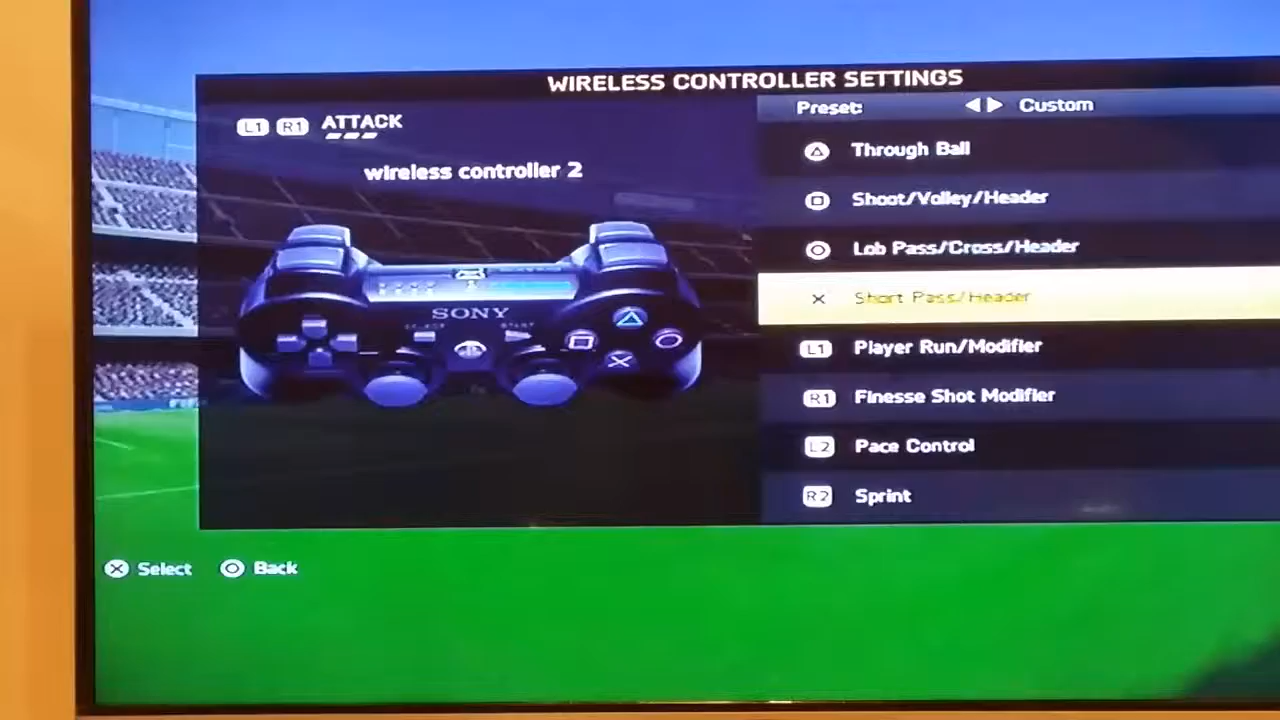 WIRELESS CONTROLLER SETTINGS
L1 R1 ATTACK
wireless controller 2
SONY
START
Preset: Custom
Through Ball
Shoot/Volley/Header
Lob Pass/Cross/Header
Short Pass/Header
L1 Player Run/Modifier
R1 Finesse Shot Modifier
L2 Pace Control
R2 Sprint
Select Back